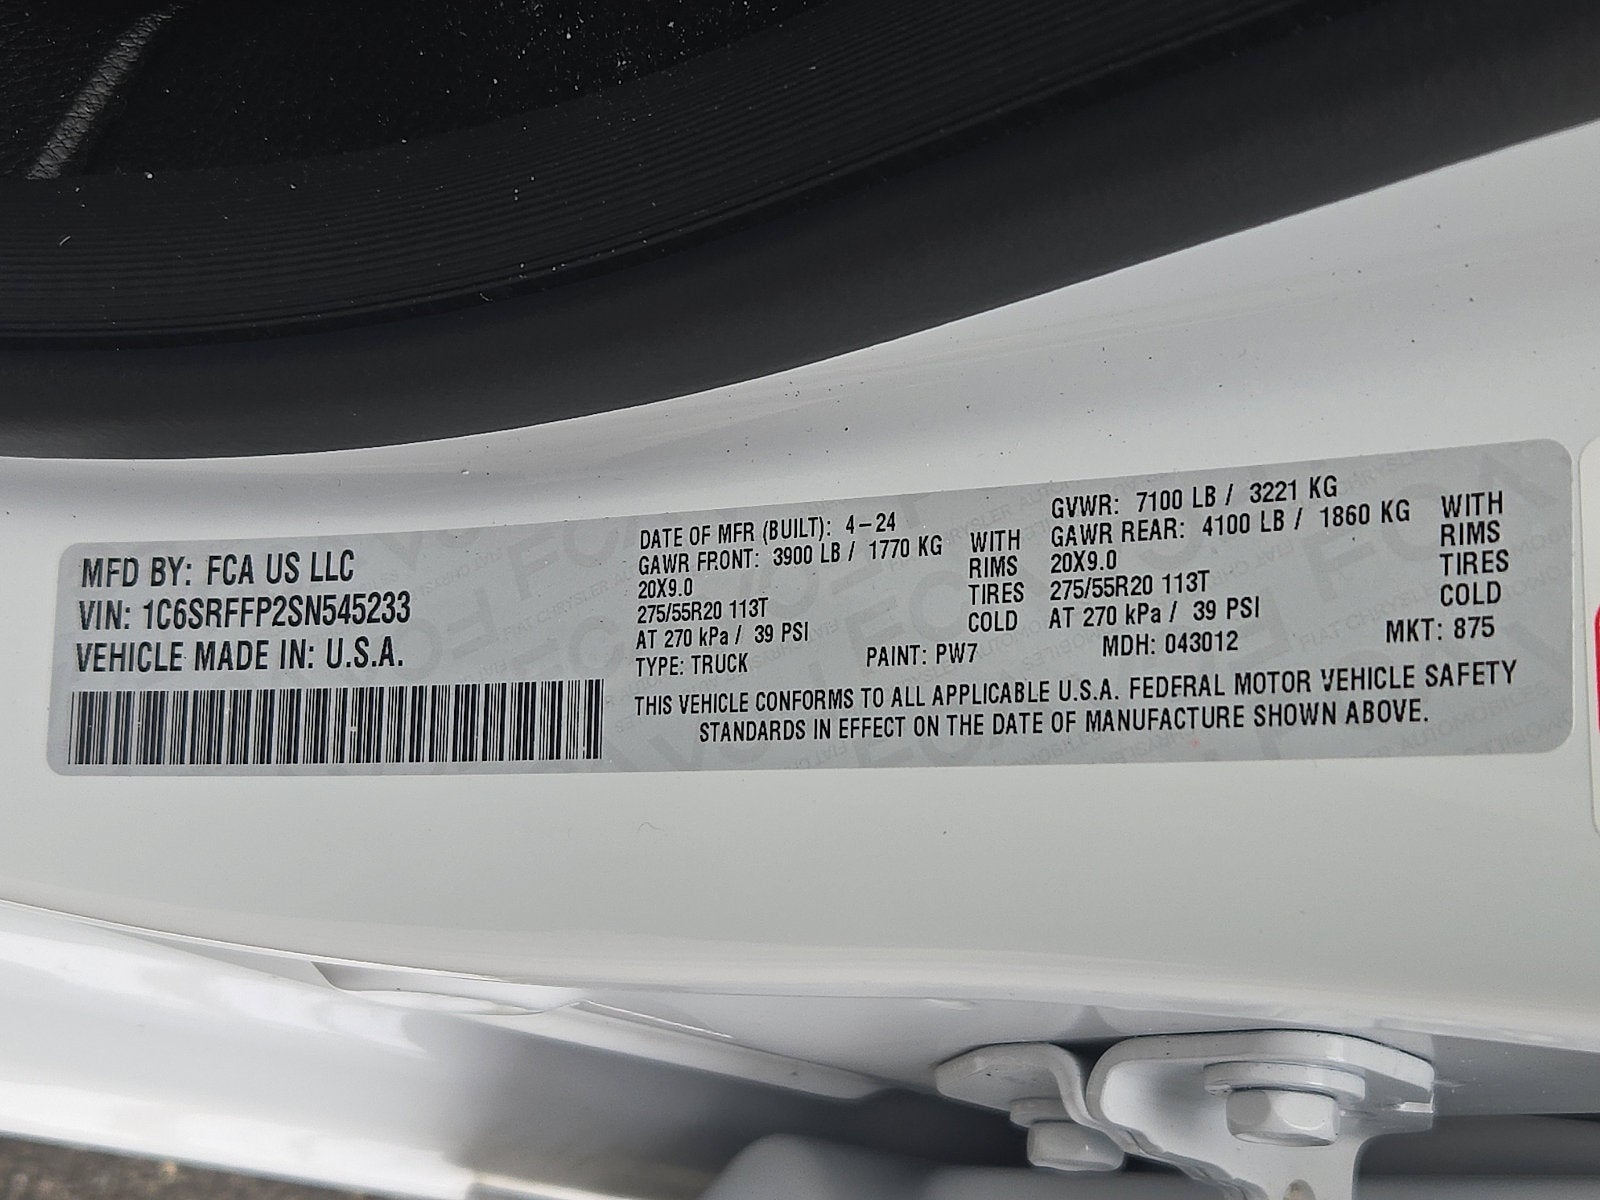 MFD BY: FCA US LLC
VIN: 1C6SRFFP2SN545233
VEHICLE MADE IN: U.S.A.
DATE OF MFR (BUILT): 4-24
GAWR FRONT: 3900 LB / 1770 KG WITH
20X9.0 RIMS
275/55R20 113T TIRES
AT 270 kPa / 39 PSI COLD
GVWR: 7100 LB / 3221 KG
GAWR REAR: 4100 LB / 1860 KG WITH
20X9.0 RIMS
275/55R20 113T TIRES
AT 270 kPa / 39 PSI COLD
TYPE: TRUCK PAINT: PW7 MDH: 043012 MKT: 875
THIS VEHICLE CONFORMS TO ALL APPLICABLE U.S.A. FEDERAL MOTOR VEHICLE SAFETY
STANDARDS IN EFFECT ON THE DATE OF MANUFACTURE SHOWN ABOVE.